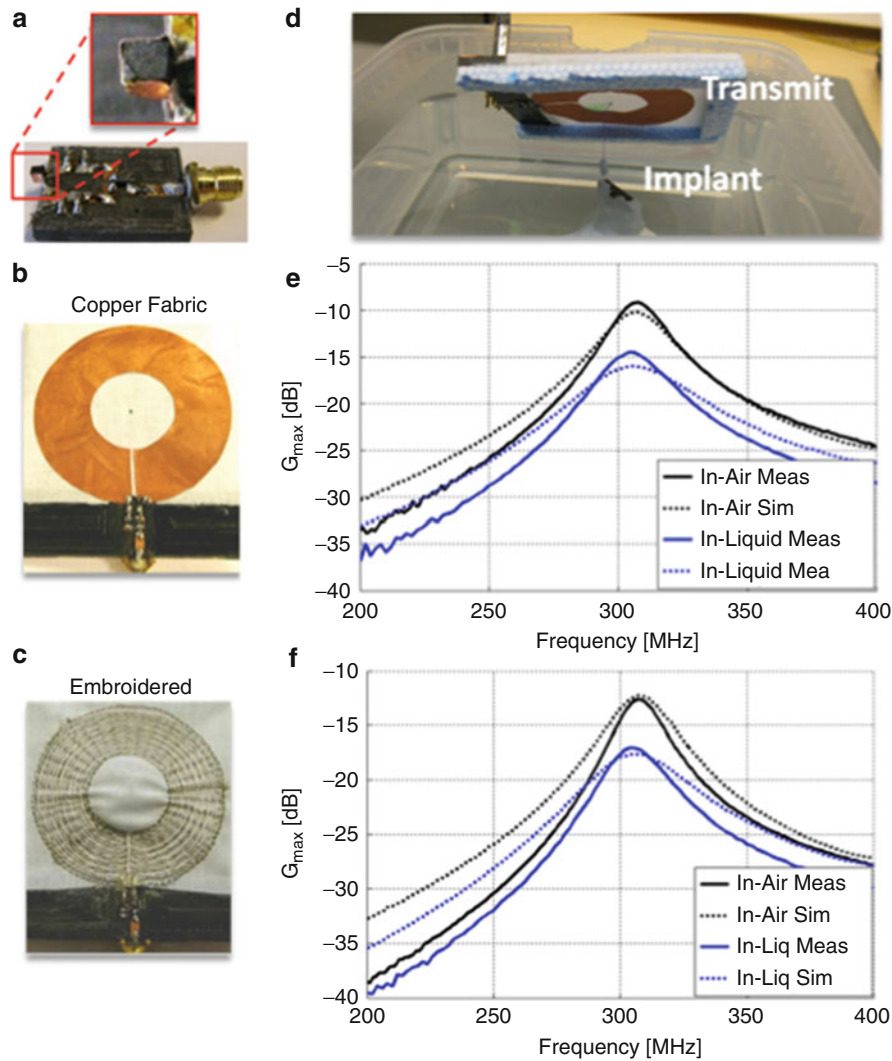 a
d
Transmit
Implant
b
Copper Fabric
c
Embroidered
e
–5
–10
–15
–20
–25
–30
–35
–40
G_max [dB]
In-Air Meas
In-Air Sim
In-Liquid Meas
In-Liquid Mea
200
250
300
350
400
Frequency [MHz]
f
–10
–15
–20
–25
–30
–35
–40
G_max [dB]
In-Air Meas
In-Air Sim
In-Liq Meas
In-Liq Sim
200
250
300
350
400
Frequency [MHz]